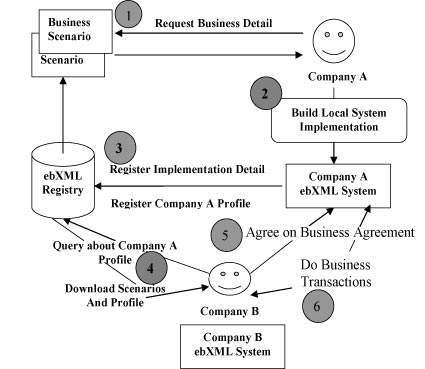 1
Request Business Detail
Business
Scenario
Scenario
Company A
2
Build Local System
Implementation
3
Register Implementation Detail
ebXML
Registry
Company A
ebXML System
Register Company A Profile
5
Agree on Business Agreement
Query about Company A
Profile
4
Do Business
Transactions
Download Scenarios
And Profile
6
Company B
Company B
ebXML System